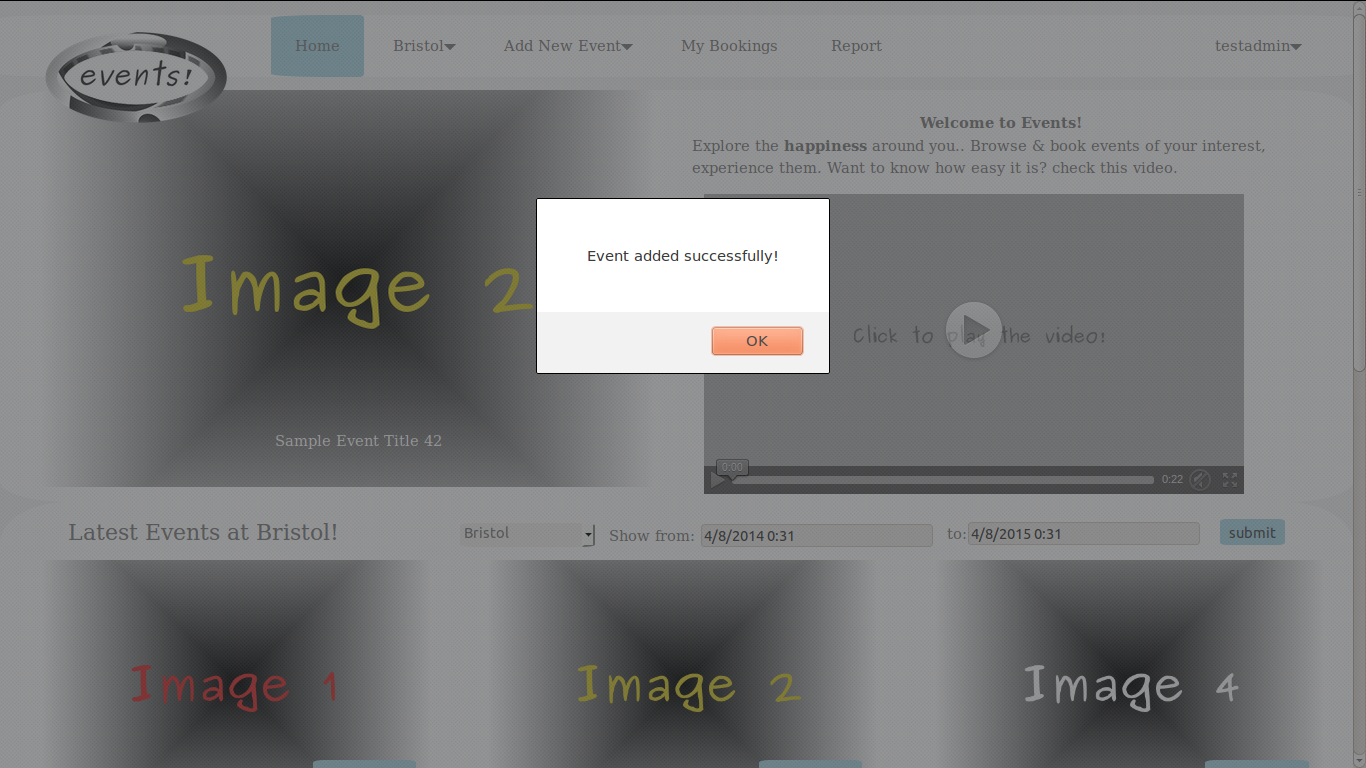 events!
Home Bristol Add New Event My Bookings Report testadmin
Welcome to Events!
Explore the happiness around you.. Browse & book events of your interest,
experience them. Want to know how easy it is? check this video.
Image 2
Sample Event Title 42
Event added successfully!
OK
Click to play the video!
0:00
0:22
Latest Events at Bristol! Bristol Show from: 4/8/2014 0:31 to: 4/8/2015 0:31 submit
Image 1 Image 2 Image 4